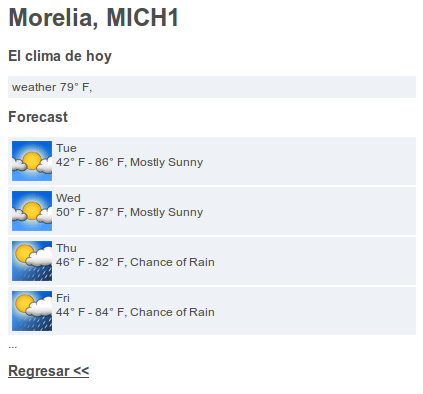 Morelia, MICH1
El clima de hoy
weather 79° F,
Forecast
Tue
42° F - 86° F, Mostly Sunny
Wed
50° F - 87° F, Mostly Sunny
Thu
46° F - 82° F, Chance of Rain
Fri
44° F - 84° F, Chance of Rain
...
Regresar <<